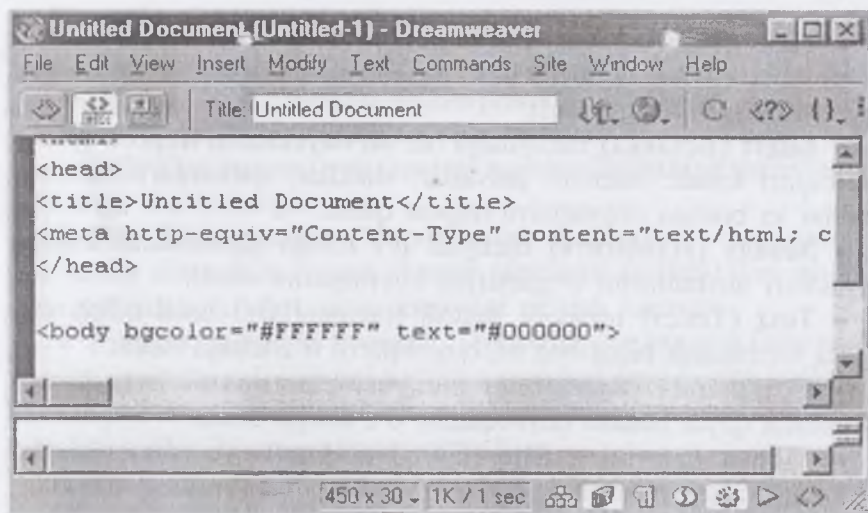 Untitled Document (Untitled-1) - Dreamweaver
File Edit View Insert Modify Text Commands Site Window Help
Title: Untitled Document
<head>
<title>Untitled Document</title>
<meta http-equiv="Content-Type" content="text/html; c
</head>
<body bgcolor="#FFFFFF" text="#000000">
450 x 30 1K / 1 sec